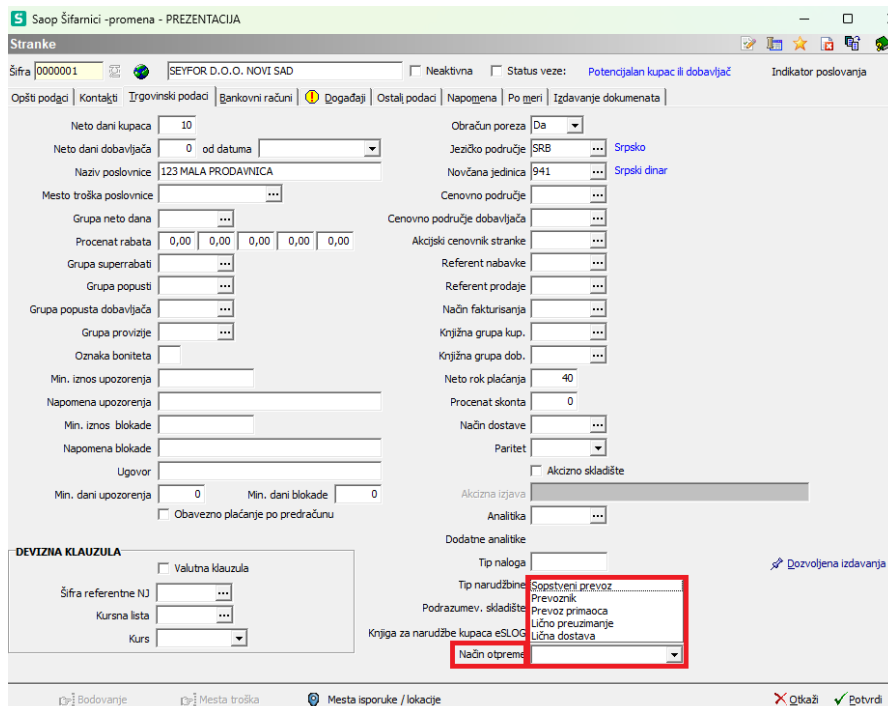 S Saop Šifarnici -promena - PREZENTACIJA
Stranke
Šifra 0000001 SEYFOR D.O.O. NOVI SAD Neaktivna Status veze: Potencijalan kupac ili dobavljač Indikator poslovanja
Opšti podaci Kontakti Trgovinski podaci Bankovni računi Događaji Ostali podaci Napomena Po meri Izdavanje dokumenata
Neto dani kupaca 10 Obračun poreza Da
Neto dani dobavljača 0 od datuma Jezičko područje SRB ... Srpsko
Naziv poslovnice 123 MALA PRODAVNICA Novčana jedinica 941 ... Srpski dinar
Mesto troška poslovnice ... Cenovno područje ...
Grupa neto dana ... Cenovno područje dobavljača ...
Procenat rabata 0,00 0,00 0,00 0,00 0,00 Akcijski cenovnik stranke ...
Grupa superrabati ... Referent nabavke ...
Grupa popusti ... Referent prodaje ...
Grupa popusta dobavljača ... Način fakturisanja ...
Grupa provizije ... Knjižna grupa kup. ...
Oznaka boniteta Knjižna grupa dob. ...
Min. iznos upozorenja Neto rok plaćanja 40
Napomena upozorenja Procenat skonta 0
Min. iznos blokade Način dostave ...
Napomena blokade Paritet
Ugovor Akcizno skladište
Min. dani upozorenja 0 Min. dani blokade 0 Akcizna izjava
Obavezno plaćanje po predračunu Analitika ...
Dodatne analitike
DEVIZNA KLAUZULA
Valutna klauzula Tip naloga Dozvoljena izdavanja
Šifra referentne NJ ... Tip narudžbine Sopstveni prevoz
Prevoznik
Kursna lista ... Podrazumev. skladište Prevoz primaoca
Lično preuzimanje
Kurs Knjiga za narudžbe kupaca eSLOG Lična dostava
Način otpreme
Bodovanje Mesta troška Mesta isporuke / lokacije Otkaži Potvrdi